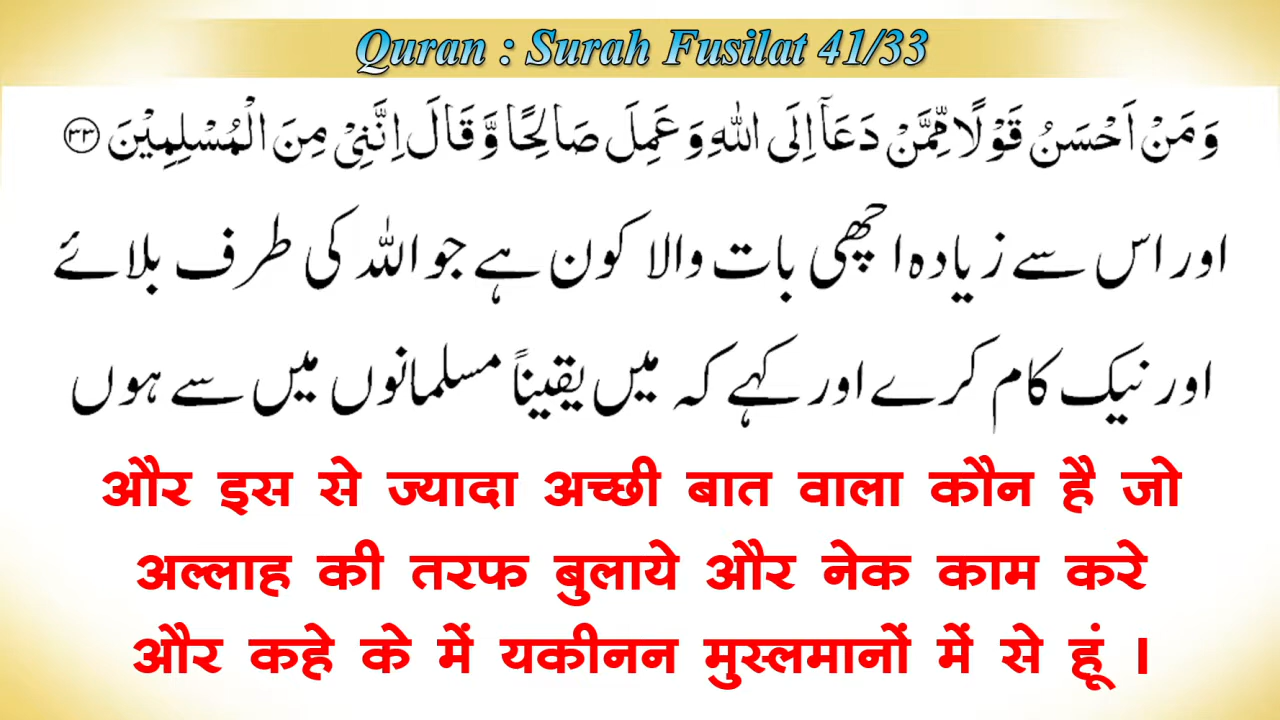 Quran : Surah Fusilat 41/33
وَمَنْ اَحْسَنُ قَوْلًا مِّمَّنْ دَعَآ اِلَى اللّٰهِ وَعَمِلَ صَالِحًا وَّقَالَ اِنَّنِيْ مِنَ الْمُسْلِمِيْنَ ﴿٣٣﴾
اور اس سے زیادہ اچھی بات والا کون ہے جو اللہ کی طرف بلائے
اور نیک کام کرے اور کہے کہ میں یقیناً مسلمانوں میں سے ہوں
और इस से ज्यादा अच्छी बात वाला कौन है जो
अल्लाह की तरफ बुलाये और नेक काम करे
और कहे के में यकीनन मुस्लमानों में से हूं ।